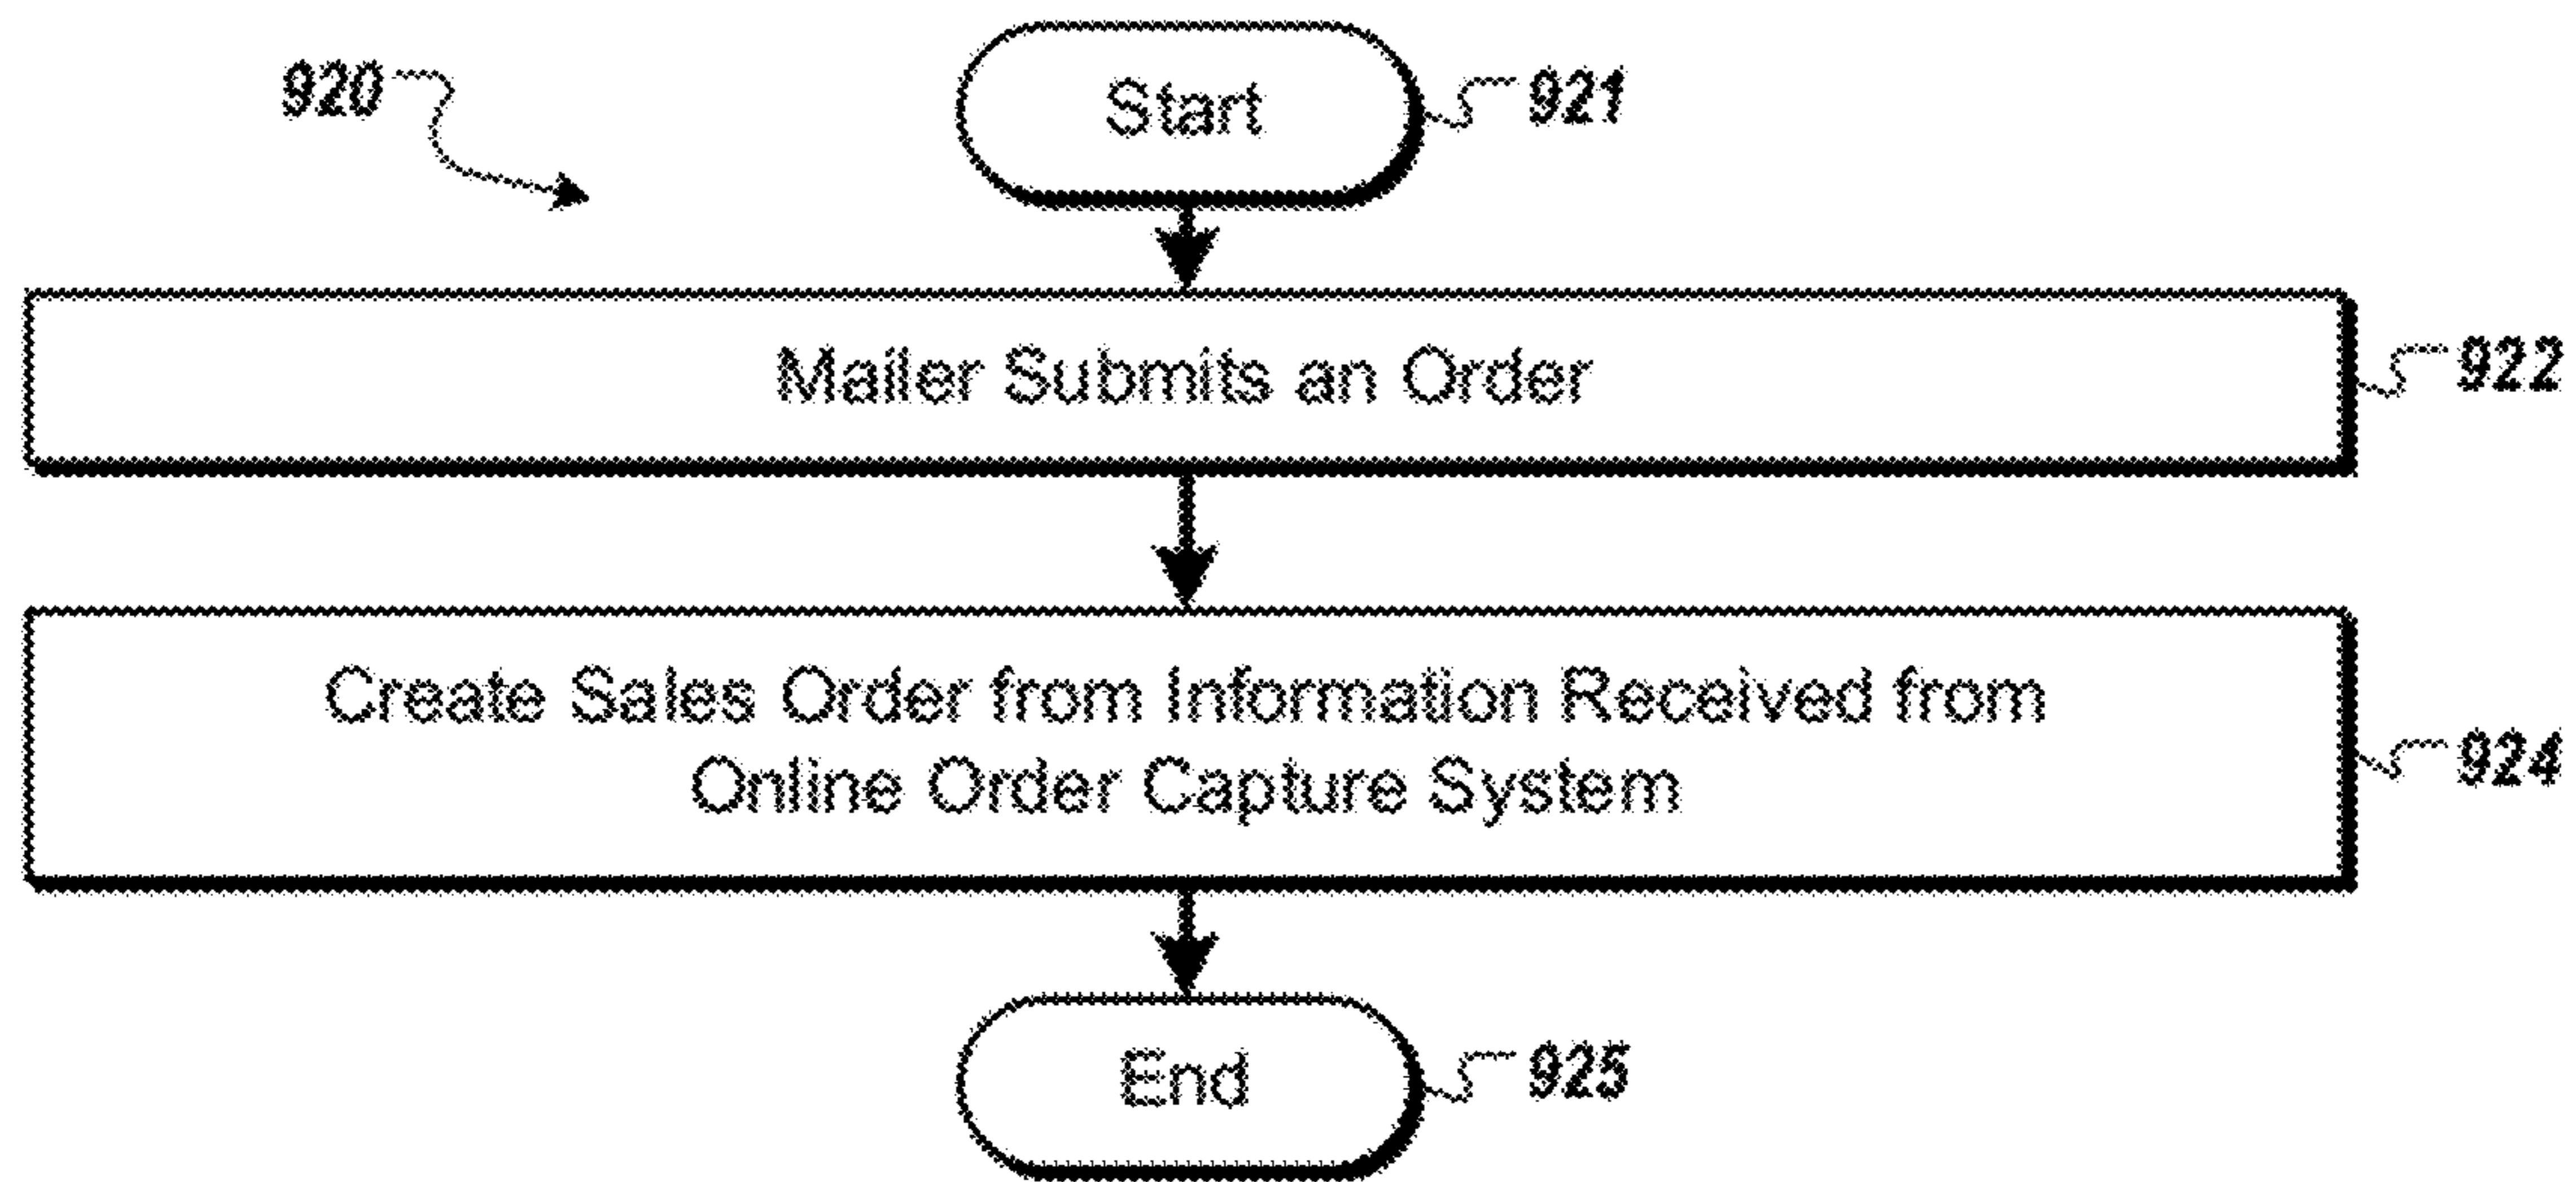 920
Start
921
Mailer Submits an Order
922
Create Sales Order from Information Received from
Online Order Capture System
924
End
925